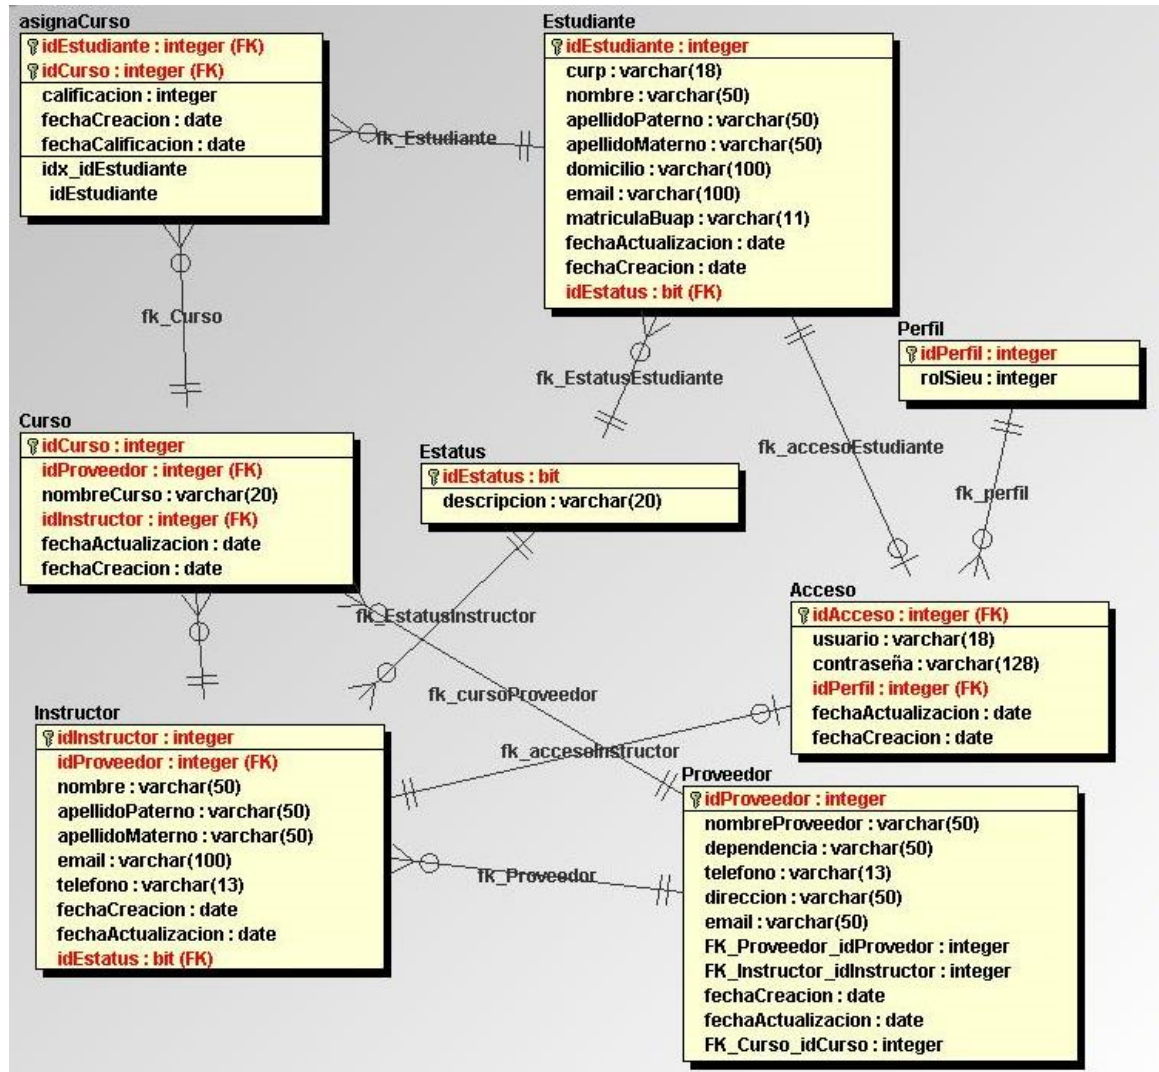 asignaCurso
idEstudiante : integer (FK)
idCurso : integer (FK)
calificacion : integer
fechaCreacion : date
fechaCalificacion : date
idx_idEstudiante
idEstudiante
Estudiante
idEstudiante : integer
curp : varchar(18)
nombre : varchar(50)
apellidoPaterno : varchar(50)
apellidoMaterno : varchar(50)
domicilio : varchar(100)
email : varchar(100)
matriculaBuap : varchar(11)
fechaActualizacion : date
fechaCreacion : date
idEstatus : bit (FK)
fk_Estudiante
fk_Curso
fk_EstatusEstudiante
Perfil
idPerfil : integer
rolSieu : integer
fk_accesoEstudiante
fk_perfil
Curso
idCurso : integer
idProveedor : integer (FK)
nombreCurso : varchar(20)
idInstructor : integer (FK)
fechaActualizacion : date
fechaCreacion : date
Estatus
idEstatus : bit
descripcion : varchar(20)
fk_EstatusInstructor
fk_cursoProveedor
Acceso
idAcceso : integer (FK)
usuario : varchar(18)
contraseña : varchar(128)
idPerfil : integer (FK)
fechaActualizacion : date
fechaCreacion : date
Instructor
idInstructor : integer
idProveedor : integer (FK)
nombre : varchar(50)
apellidoPaterno : varchar(50)
apellidoMaterno : varchar(50)
email : varchar(100)
telefono : varchar(13)
fechaCreacion : date
fechaActualizacion : date
idEstatus : bit (FK)
fk_accesoInstructor
fk_Proveedor
Proveedor
idProveedor : integer
nombreProveedor : varchar(50)
dependencia : varchar(50)
telefono : varchar(13)
direccion : varchar(50)
email : varchar(50)
FK_Proveedor_idProvedor : integer
FK_Instructor_idInstructor : integer
fechaCreacion : date
fechaActualizacion : date
FK_Curso_idCurso : integer